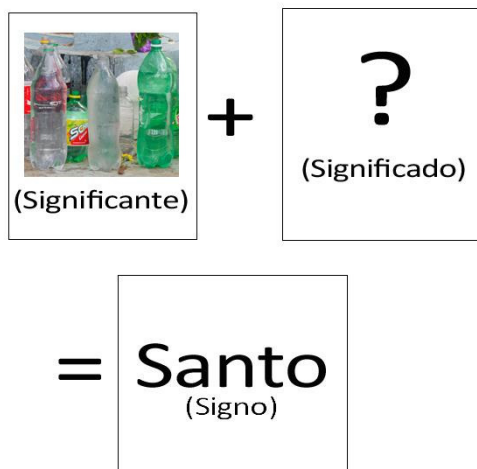 (Significante)
+
?
(Significado)
=
Santo
(Signo)